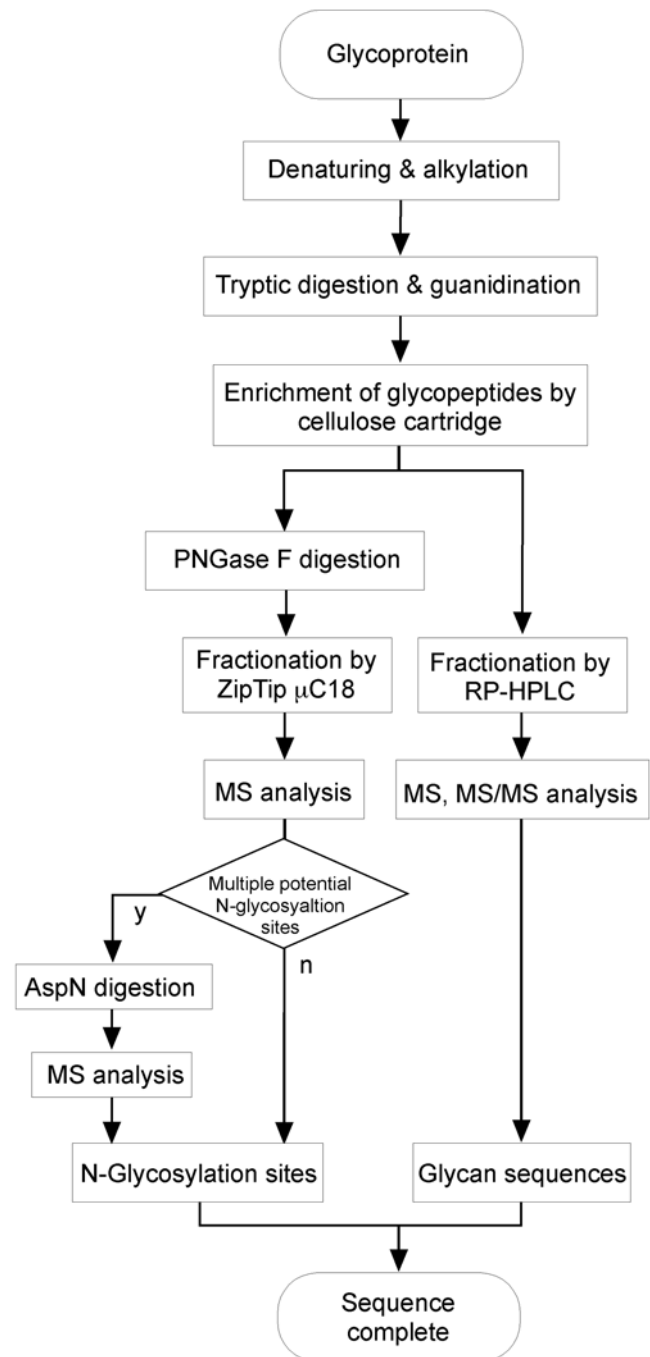 Glycoprotein
Denaturing & alkylation
Tryptic digestion & guanidination
Enrichment of glycopeptides by
cellulose cartridge
PNGase F digestion
Fractionation by
ZipTip μC18
Fractionation by
RP-HPLC
MS analysis
MS, MS/MS analysis
Multiple potential
N-glycosyaltion
sites
y
n
AspN digestion
MS analysis
N-Glycosylation sites
Glycan sequences
Sequence
complete